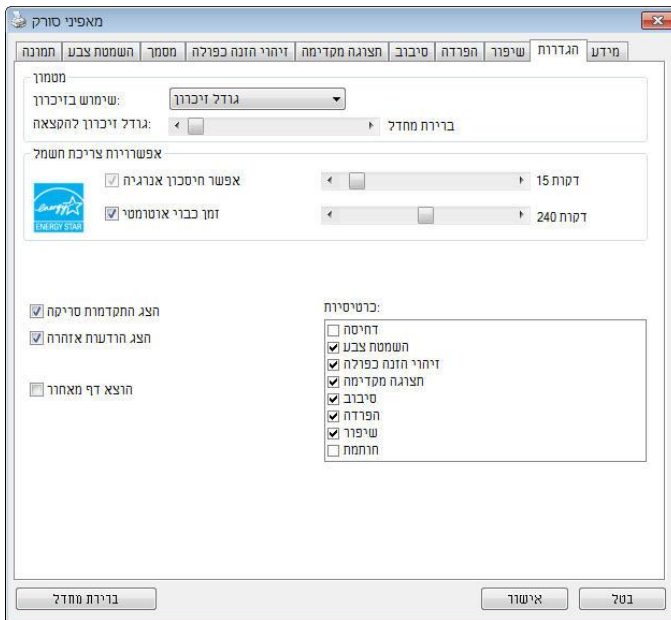 מאפיני סורק
תמונה השמטת צבע מסמך זיהוי הזנה כפולה תצוגה מקדימה סיבוב הפרדה שיפור הגדרות מידע
מטמון
שימוש בזיכרון:
גודל זיכרון
גודל זיכרון להקצאה:
ברירת מחדל
אפשרויות צריכת חשמל
אפשר חיסכון אנרגיה
15 דקות
זמן כבוי אוטומטי
240 דקות
energy
ENERGY STAR
הצג התקדמות סריקה
הצג הודעות אזהרה
הוצא דף מאחור
כרטיסיות:
דחיסה
השמטת צבע
זיהוי הזנה כפולה
תצוגה מקדימה
סיבוב
הפרדה
שיפור
חותמת
ברירת מחדל
אישור
בטל